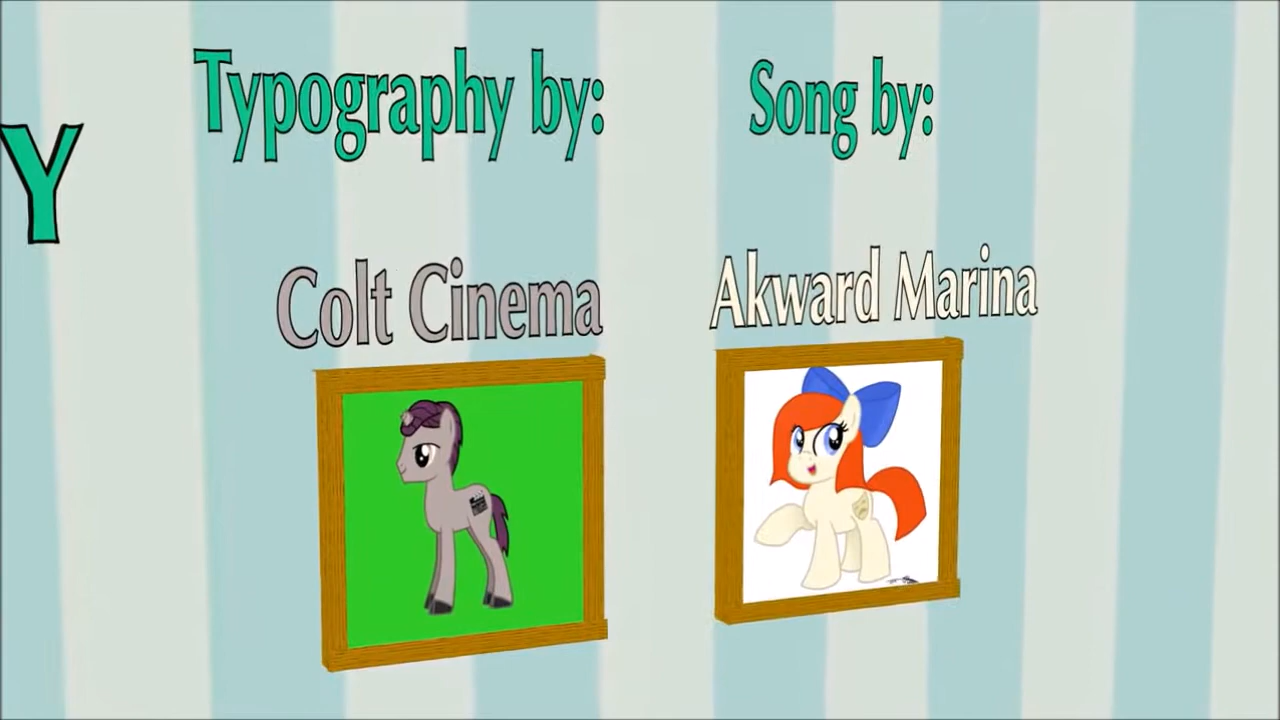 Y
Typography by:
Colt Cinema
Song by:
Akward Marina